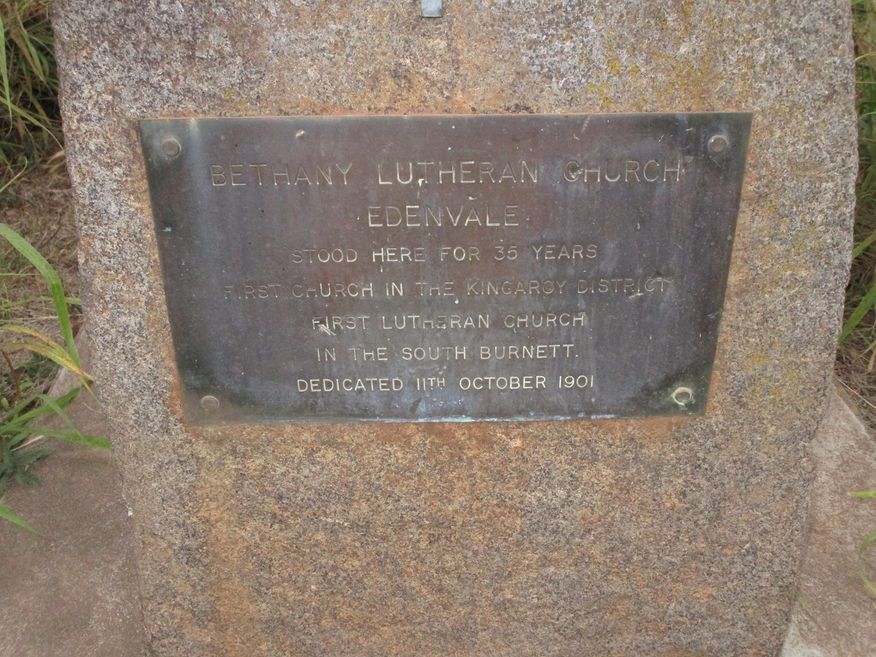 BETHANY LUTHERAN CHURCH
EDENVALE
STOOD HERE FOR 35 YEARS
FIRST CHURCH IN THE KINGAROY DISTRICT
FIRST LUTHERAN CHURCH
IN THE SOUTH BURNETT.
DEDICATED 11TH OCTOBER 1901